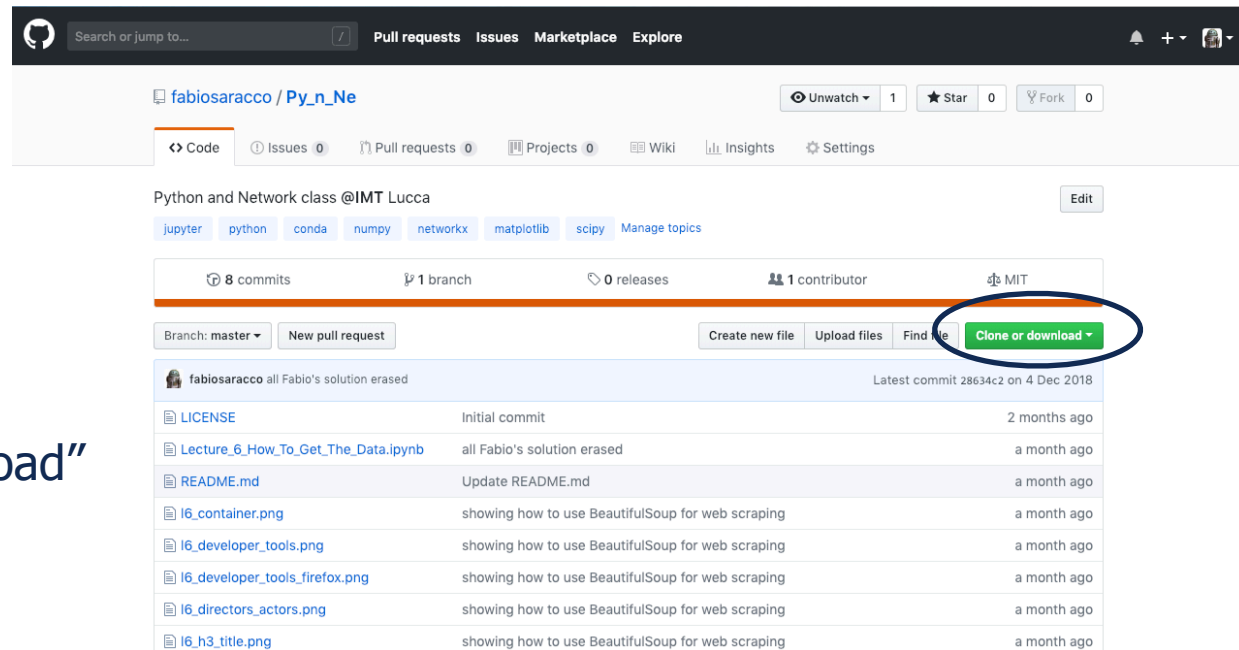 Search or jump to... / Pull requests Issues Marketplace Explore
fabiosaracco / Py_n_Ne Unwatch 1 Star 0 Fork 0
Code Issues 0 Pull requests 0 Projects 0 Wiki Insights Settings
Python and Network class @IMT Lucca Edit
jupyter python conda numpy networkx matplotlib scipy Manage topics
8 commits 1 branch 0 releases 1 contributor MIT
Branch: master New pull request Create new file Upload files Find file Clone or download
fabiosaracco all Fabio's solution erased Latest commit 28634c2 on 4 Dec 2018
LICENSE Initial commit 2 months ago
oad”
Lecture_6_How_To_Get_The_Data.ipynb all Fabio's solution erased a month ago
README.md Update README.md a month ago
l6_container.png showing how to use BeautifulSoup for web scraping a month ago
l6_developer_tools.png showing how to use BeautifulSoup for web scraping a month ago
l6_developer_tools_firefox.png showing how to use BeautifulSoup for web scraping a month ago
l6_directors_actors.png showing how to use BeautifulSoup for web scraping a month ago
l6_h3_title.png showing how to use BeautifulSoup for web scraping a month ago